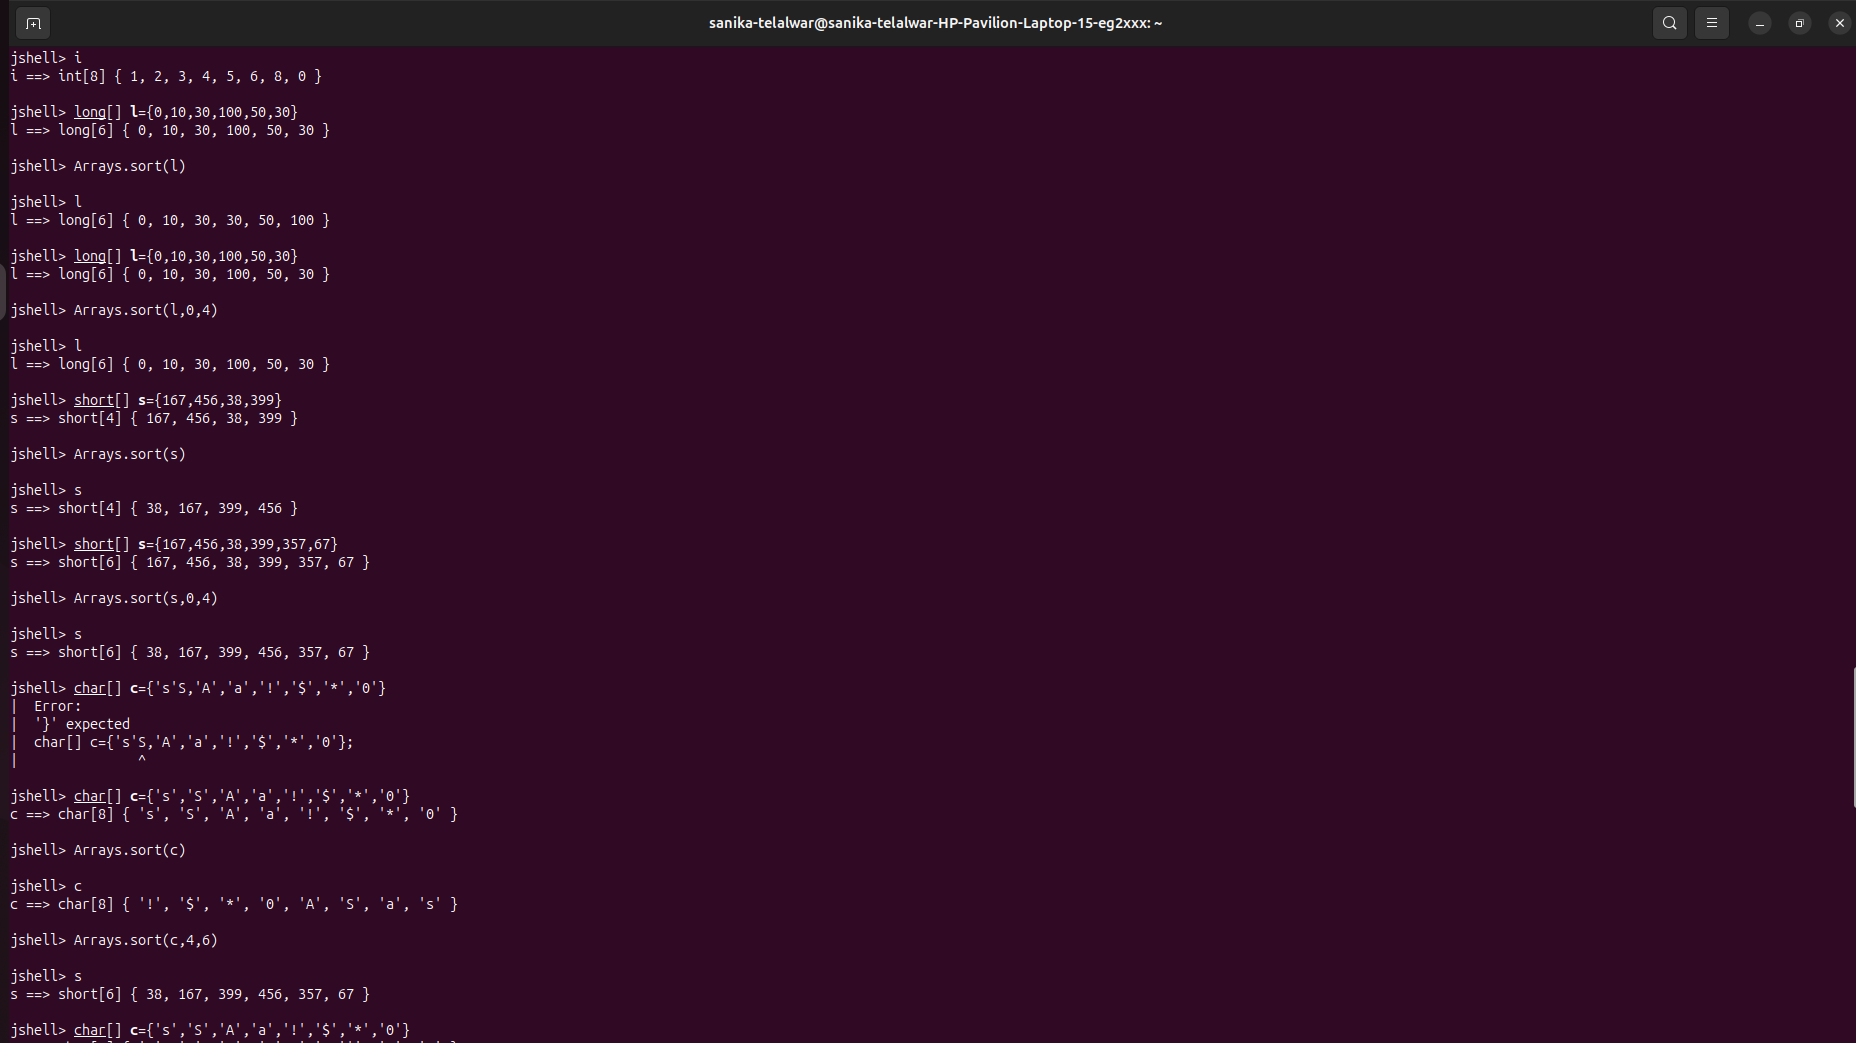 sanika-telalwar@sanika-telalwar-HP-Pavilion-Laptop-15-eg2xxx: ~
jshell> i
i ==> int[8] { 1, 2, 3, 4, 5, 6, 8, 0 }
jshell> long[] l={0,10,30,100,50,30}
l ==> long[6] { 0, 10, 30, 100, 50, 30 }
jshell> Arrays.sort(l)
jshell> l
l ==> long[6] { 0, 10, 30, 30, 50, 100 }
jshell> long[] l={0,10,30,100,50,30}
l ==> long[6] { 0, 10, 30, 100, 50, 30 }
jshell> Arrays.sort(l,0,4)
jshell> l
l ==> long[6] { 0, 10, 30, 100, 50, 30 }
jshell> short[] s={167,456,38,399}
s ==> short[4] { 167, 456, 38, 399 }
jshell> Arrays.sort(s)
jshell> s
s ==> short[4] { 38, 167, 399, 456 }
jshell> short[] s={167,456,38,399,357,67}
s ==> short[6] { 167, 456, 38, 399, 357, 67 }
jshell> Arrays.sort(s,0,4)
jshell> s
s ==> short[6] { 38, 167, 399, 456, 357, 67 }
jshell> char[] c={'s'S,'A','a','!','$','*','0'}
|  Error:
|  '}' expected
|  char[] c={'s'S,'A','a','!','$','*','0'};
|               ^
jshell> char[] c={'s','S','A','a','!','$','*','0'}
c ==> char[8] { 's', 'S', 'A', 'a', '!', '$', '*', '0' }
jshell> Arrays.sort(c)
jshell> c
c ==> char[8] { '!', '$', '*', '0', 'A', 'S', 'a', 's' }
jshell> Arrays.sort(c,4,6)
jshell> s
s ==> short[6] { 38, 167, 399, 456, 357, 67 }
jshell> char[] c={'s','S','A','a','!','$','*','0'}